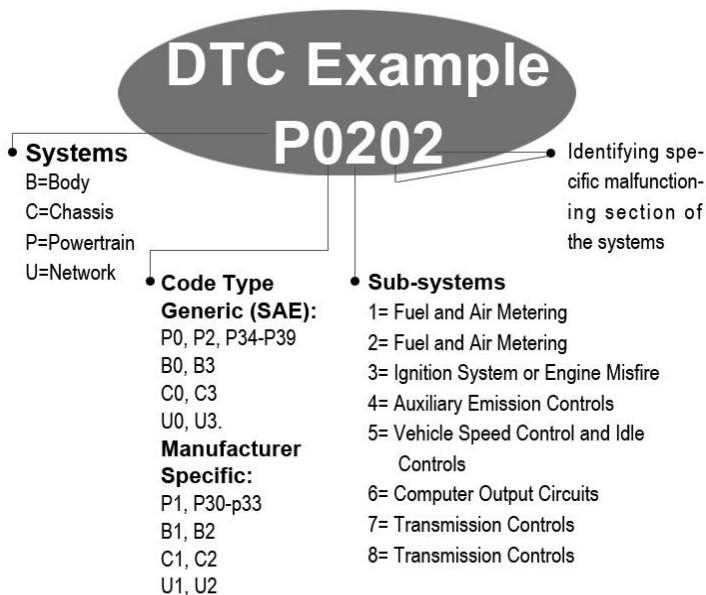 DTC Example
P0202
Systems
B=Body
C=Chassis
P=Powertrain
U=Network
Identifying spe-
cific malfunction-
ing section of
the systems
Code Type
Generic (SAE):
P0, P2, P34-P39
B0, B3
C0, C3
U0, U3.
Manufacturer
Specific:
P1, P30-p33
B1, B2
C1, C2
U1, U2
Sub-systems
1= Fuel and Air Metering
2= Fuel and Air Metering
3= Ignition System or Engine Misfire
4= Auxiliary Emission Controls
5= Vehicle Speed Control and Idle
Controls
6= Computer Output Circuits
7= Transmission Controls
8= Transmission Controls